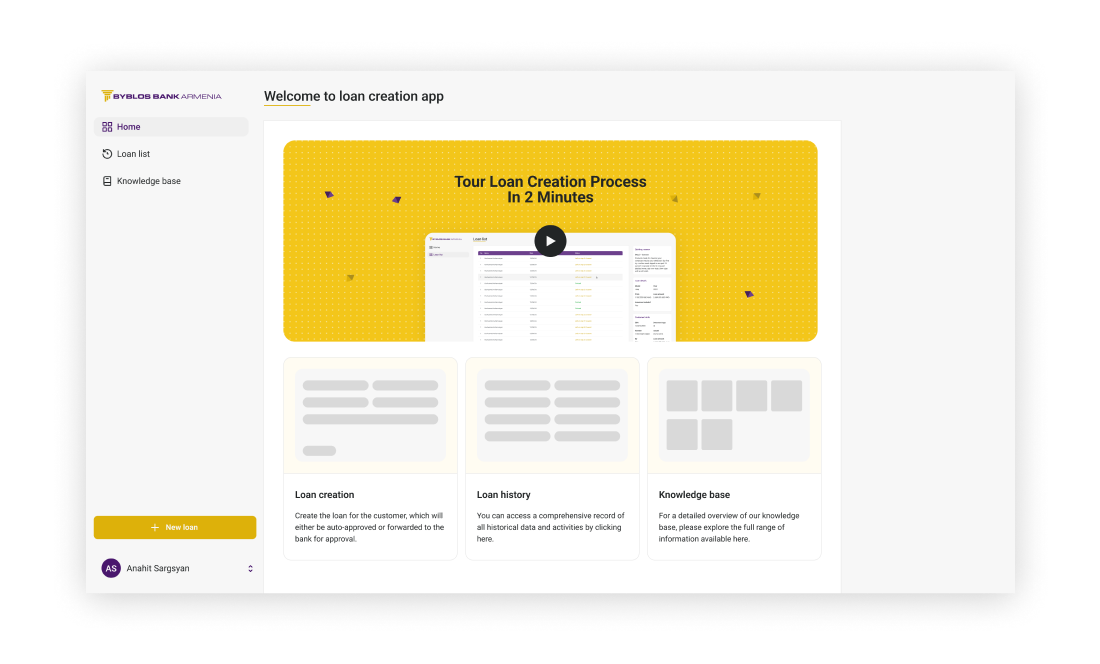 BYBLOS BANK ARMENIA
Welcome to loan creation app
Home
Loan list
Knowledge base
Tour Loan Creation Process
In 2 Minutes
Loan list
Loan creation
Create the loan for the customer, which will
either be auto-approved or forwarded to the
bank for approval.
Loan history
You can access a comprehensive record of
all historical data and activities by clicking
here.
Knowledge base
For a detailed overview of our knowledge
base, please explore the full range of
information available here.
+ New loan
AS Anahit Sargsyan